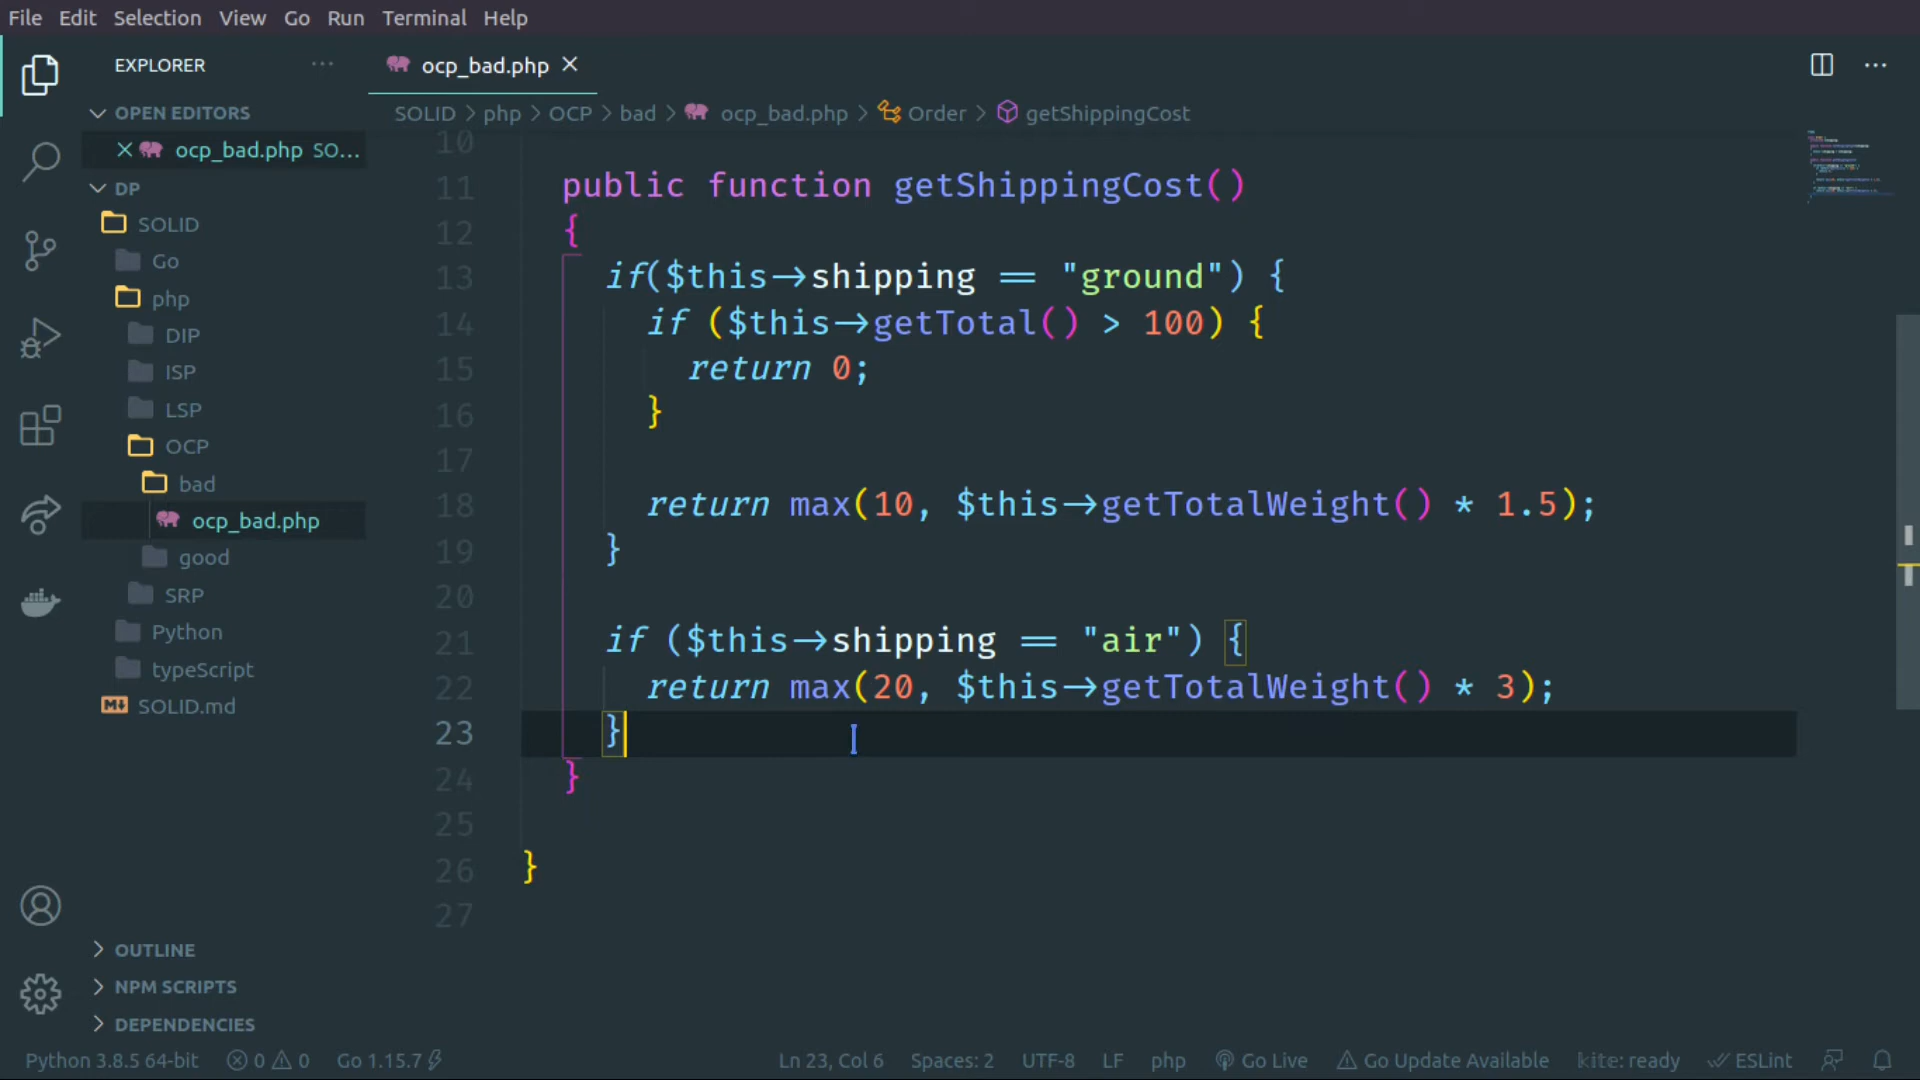 File Edit Selection View Go Run Terminal Help
EXPLORER ···
ocp_bad.php
···
OPEN EDITORS
ocp_bad.php SO...
DP
SOLID
Go
php
DIP
ISP
LSP
OCP
bad
ocp_bad.php
good
SRP
Python
typeScript
SOLID.md
OUTLINE
NPM SCRIPTS
DEPENDENCIES
SOLID > php > OCP > bad > ocp_bad.php > Order > getShippingCost
10
11 public function getShippingCost()
12 {
13 if($this->shipping == "ground") {
14 if ($this->getTotal() > 100) {
15 return 0;
16 }
17
18 return max(10, $this->getTotalWeight() * 1.5);
19 }
20
21 if ($this->shipping == "air") {
22 return max(20, $this->getTotalWeight() * 3);
23 }
24 }
25
26 }
27
Python 3.8.5 64-bit 0 0 Go 1.15.7 Ln 23, Col 6 Spaces: 2 UTF-8 LF php Go Live Go Update Available kite: ready ESLint